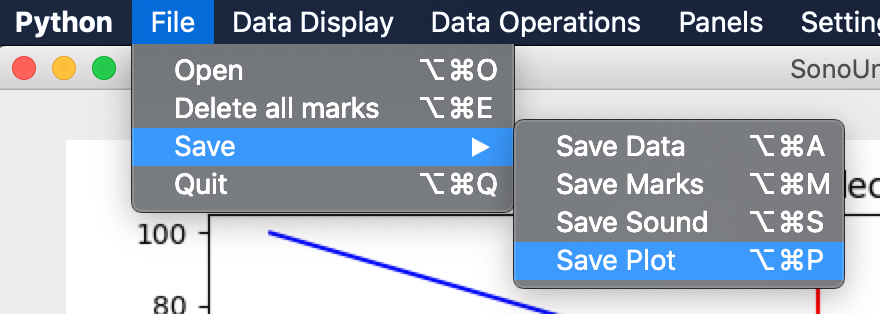 Python File Data Display Data Operations Panels Setting
SonoUn
Open ⌥⌘O
Delete all marks ⌥⌘E
Save ▶
Quit ⌥⌘Q
Save Data ⌥⌘A
Save Marks ⌥⌘M
Save Sound ⌥⌘S
Save Plot ⌥⌘P
100
80